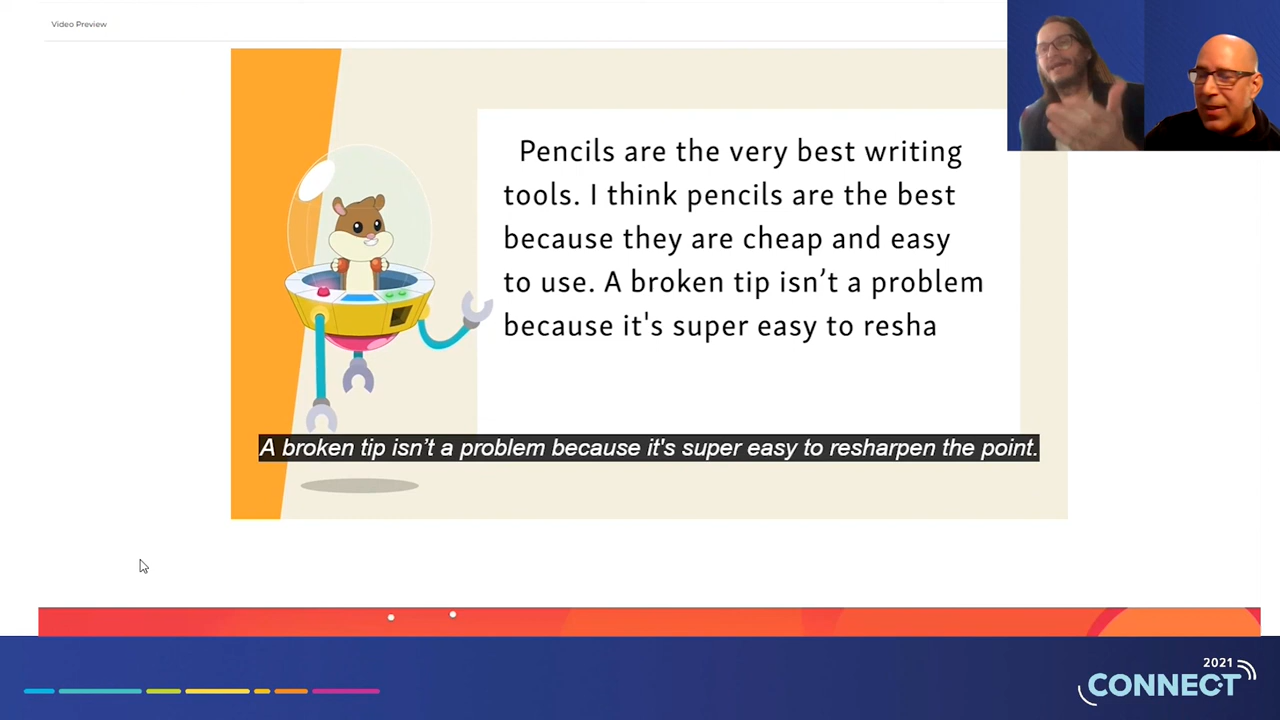 Video Preview
Pencils are the very best writing
tools. I think pencils are the best
because they are cheap and easy
to use. A broken tip isn’t a problem
because it's super easy to resha
A broken tip isn’t a problem because it's super easy to resharpen the point.
2021
CONNECT